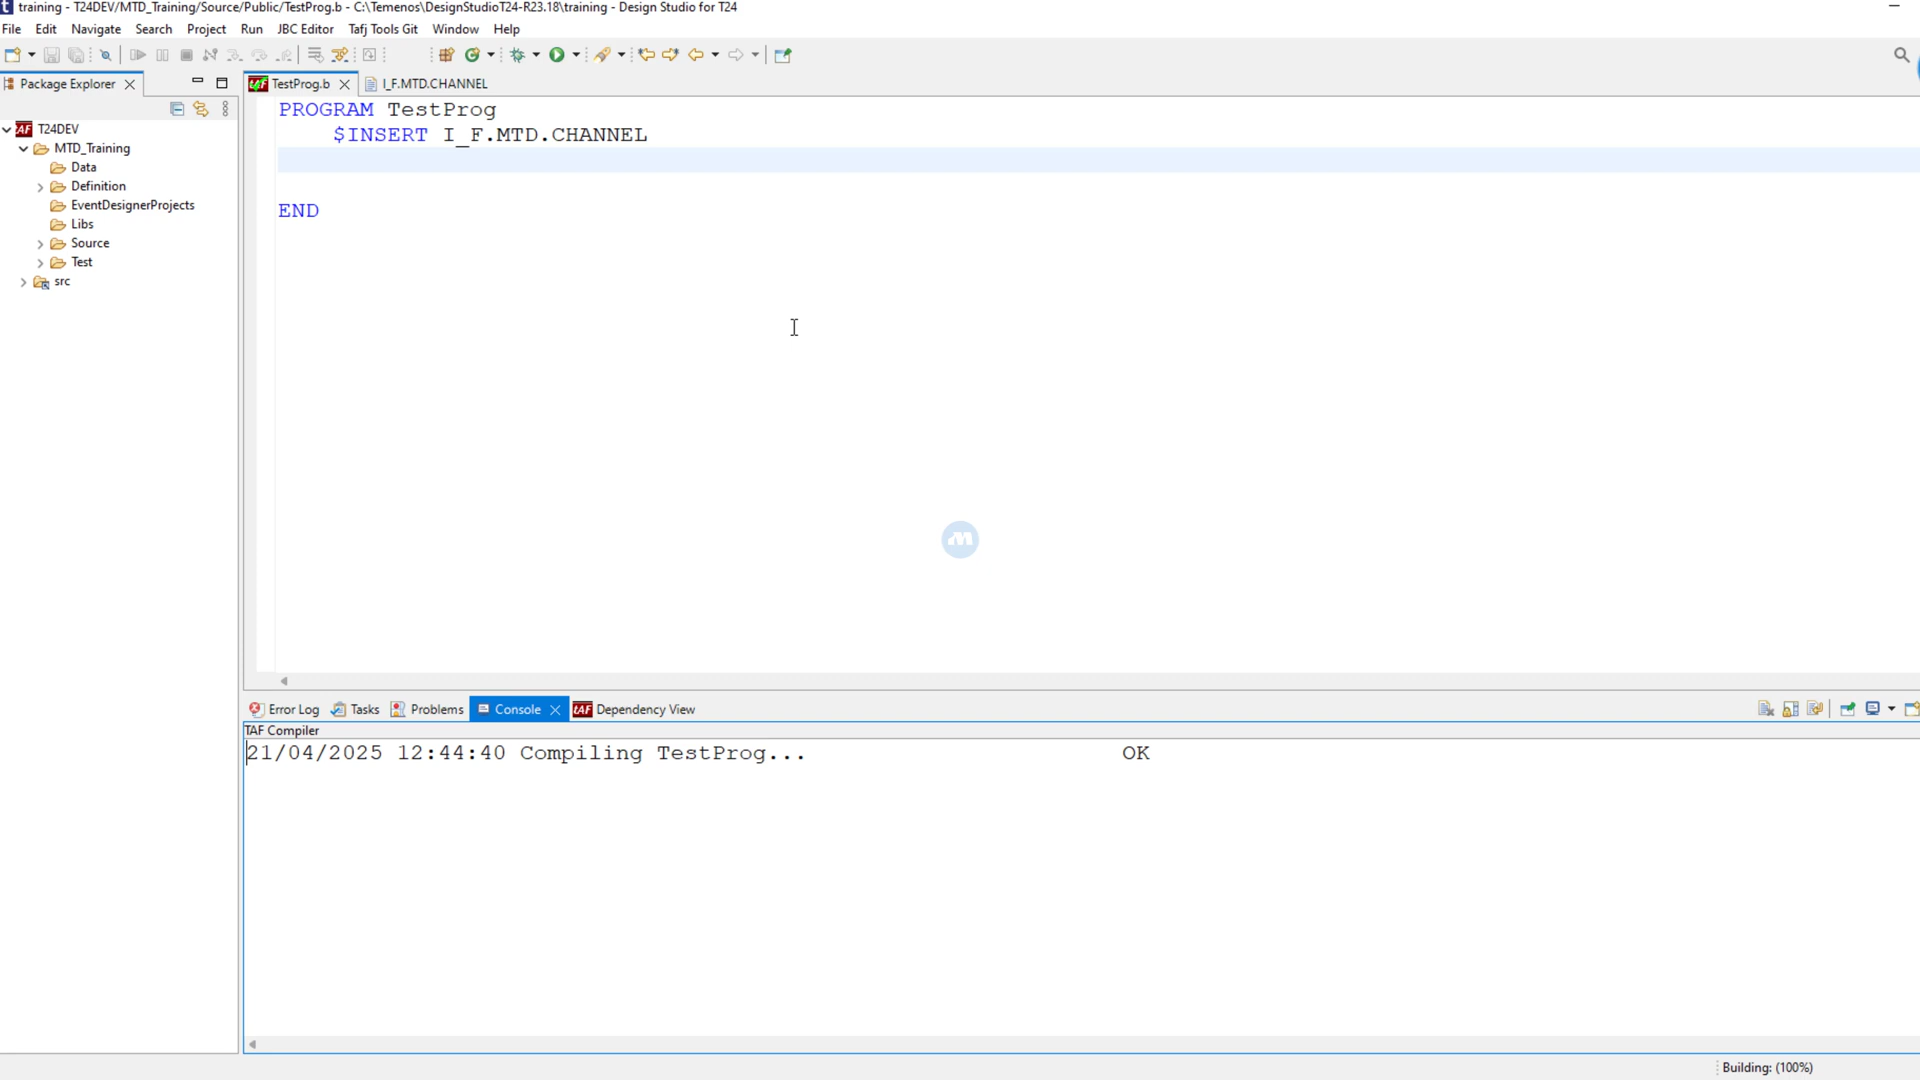 training - T24DEV/MTD_Training/Source/Public/TestProg.b - C:\Temenos\DesignStudioT24-R23.18\training - Design Studio for T24
File Edit Navigate Search Project Run JBC Editor Tafj Tools Git Window Help
Package Explorer
TestProg.b
I_F.MTD.CHANNEL
T24DEV
MTD_Training
Data
Definition
EventDesignerProjects
Libs
Source
Test
src
PROGRAM TestProg
$INSERT I_F.MTD.CHANNEL
END
Error Log Tasks Problems Console Dependency View
TAF Compiler
21/04/2025 12:44:40 Compiling TestProg... OK
Building: (100%)